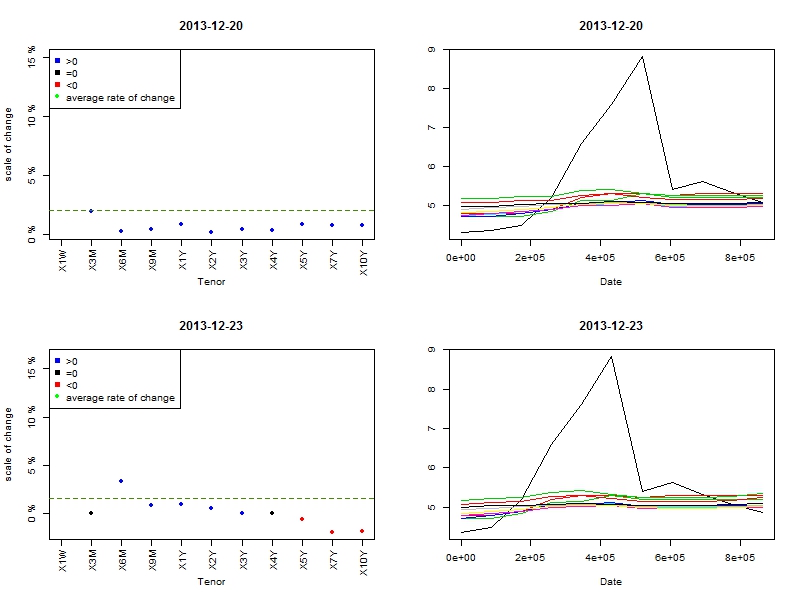 2013-12-20
scale of change
15 %
10 %
5 %
0 %
>0
=0
<0
average rate of change
X1W X3M X6M X9M X1Y X2Y X3Y X4Y X5Y X7Y X10Y
Tenor
2013-12-20
9
8
7
6
5
0e+00 2e+05 4e+05 6e+05 8e+05
Date
2013-12-23
scale of change
15 %
10 %
5 %
0 %
>0
=0
<0
average rate of change
X1W X3M X6M X9M X1Y X2Y X3Y X4Y X5Y X7Y X10Y
Tenor
2013-12-23
9
8
7
6
5
0e+00 2e+05 4e+05 6e+05 8e+05
Date